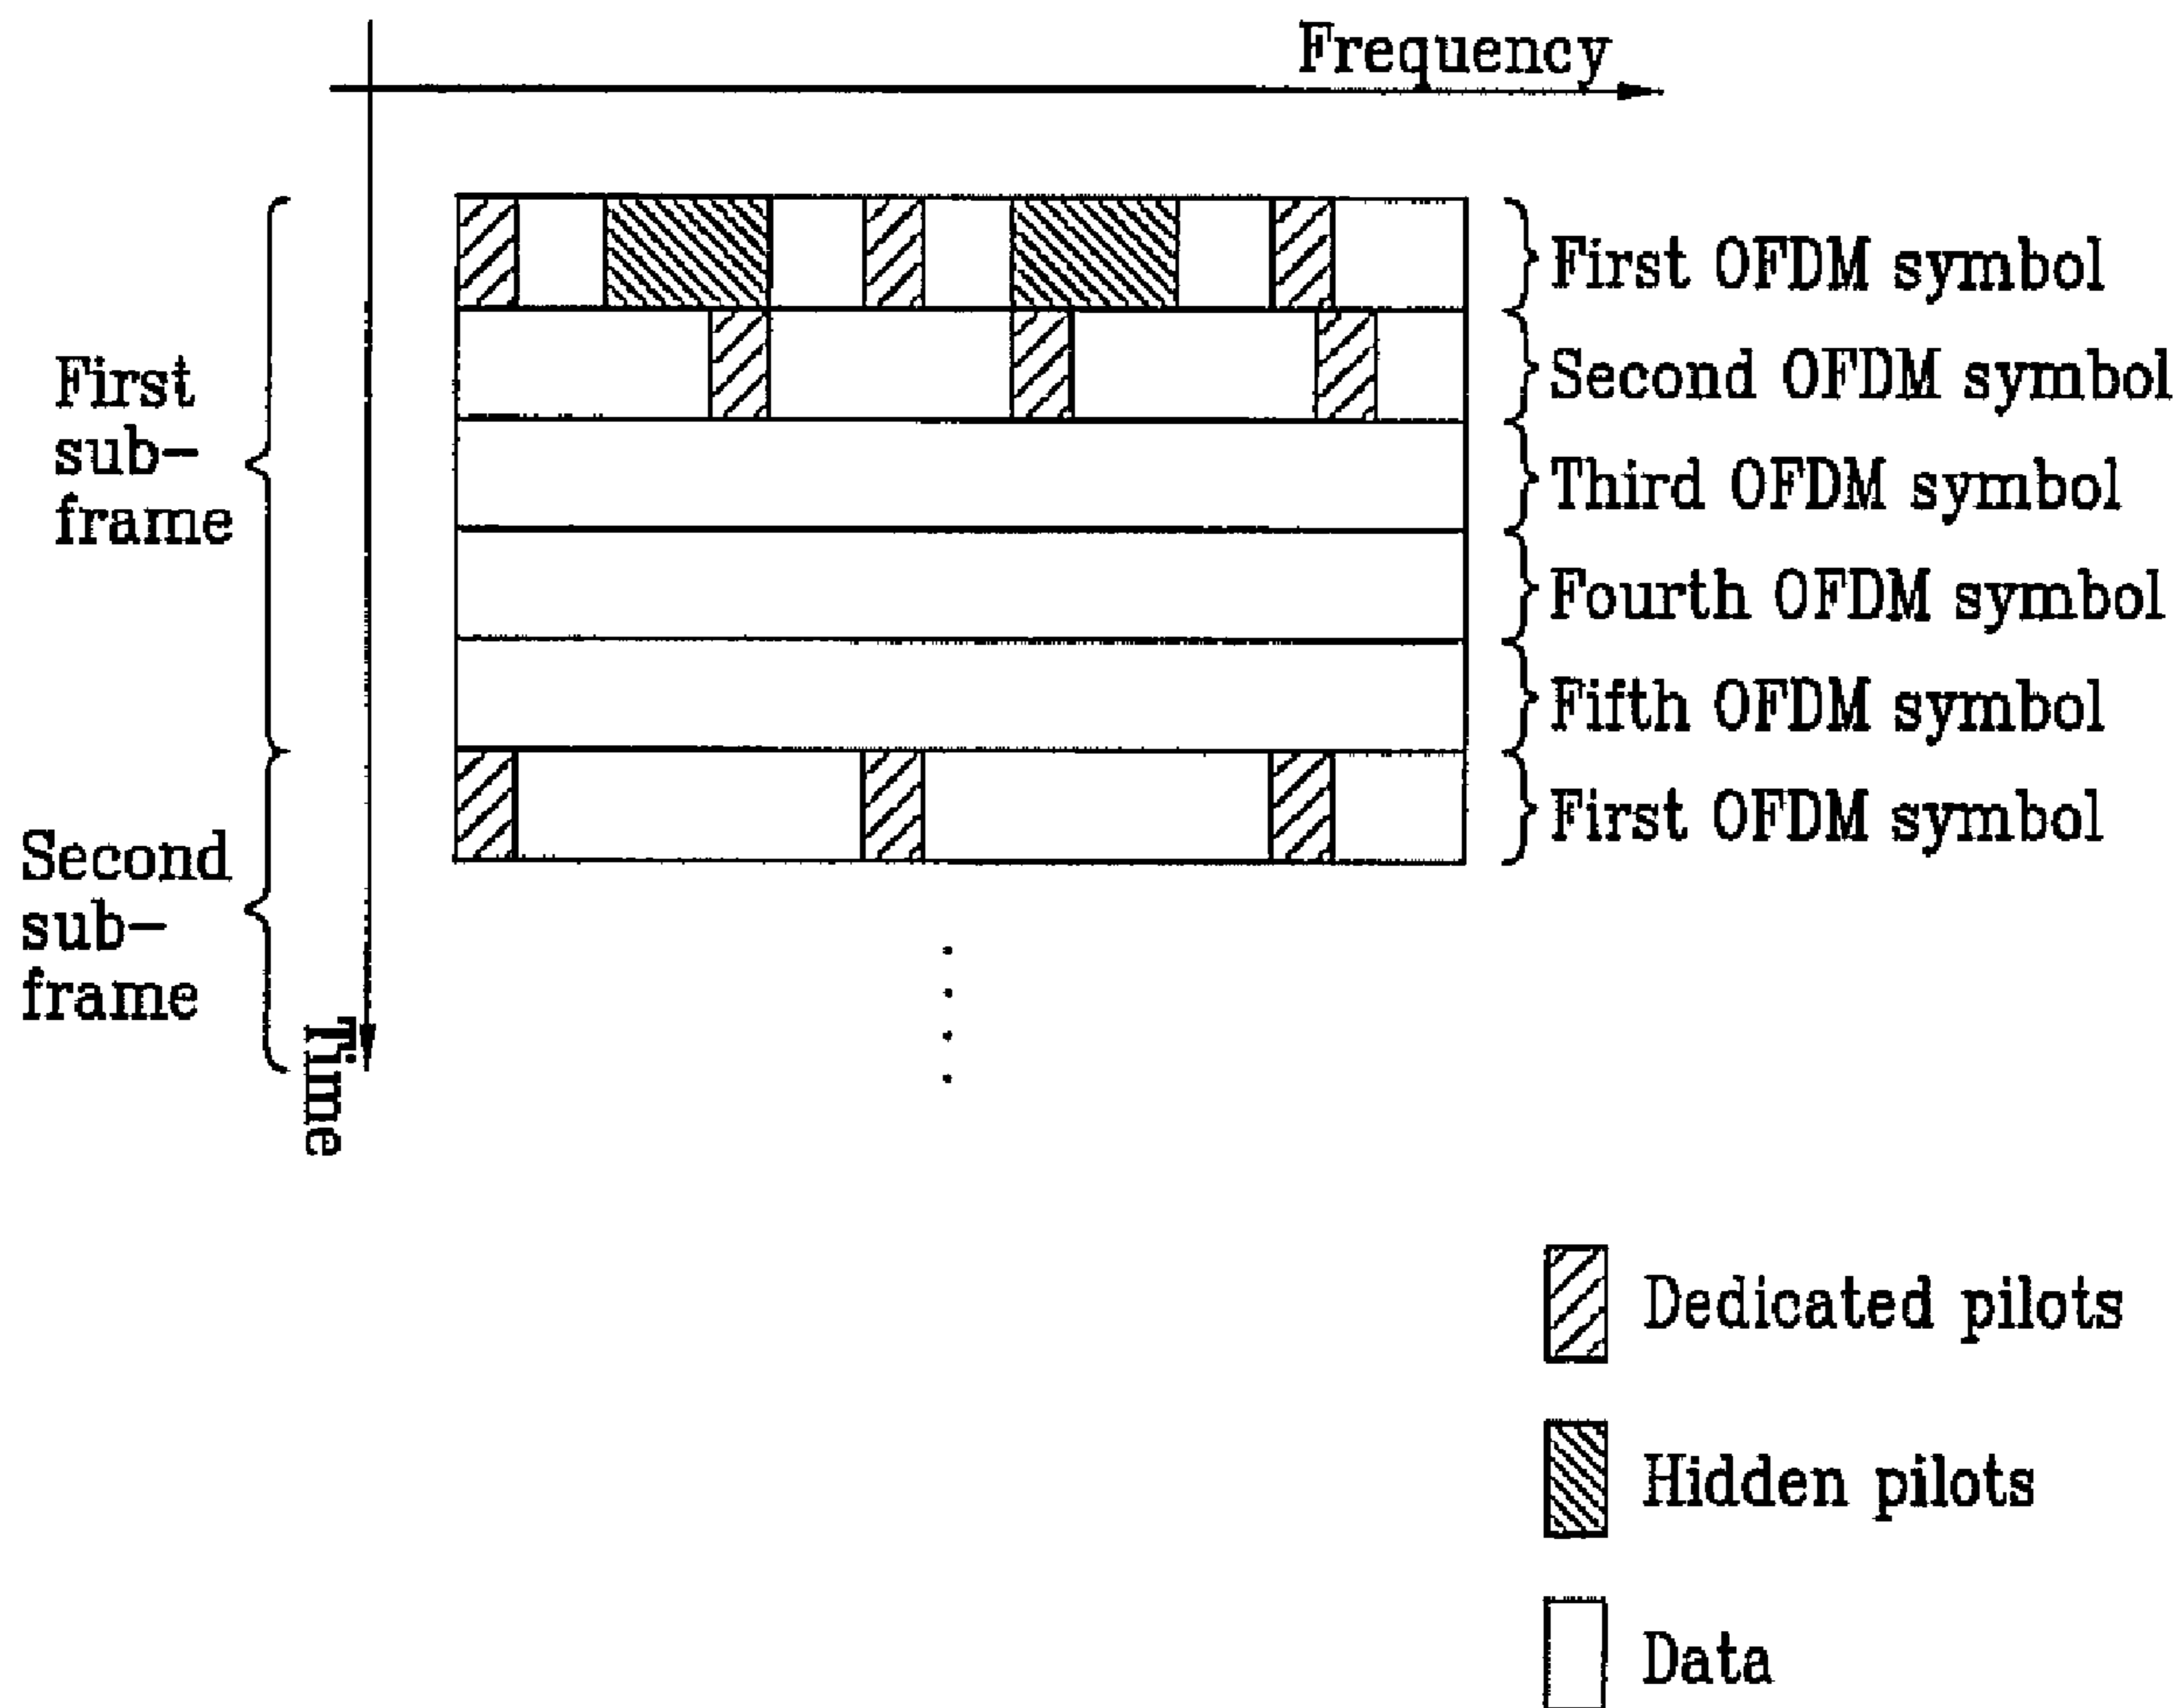 Frequency
First OFDM symbol
Second OFDM symbol
Third OFDM symbol
Fourth OFDM symbol
Fifth OFDM symbol
First OFDM symbol
First
sub-
frame
Second
sub-
frame
Time
Dedicated pilots
Hidden pilots
Data